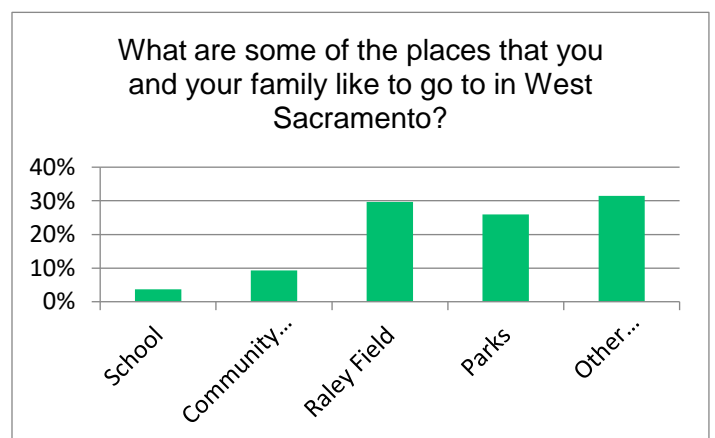 What are some of the places that you
and your family like to go to in West
Sacramento?
40%
30%
20%
10%
0%
School
Community...
Raley Field
Parks
Other...